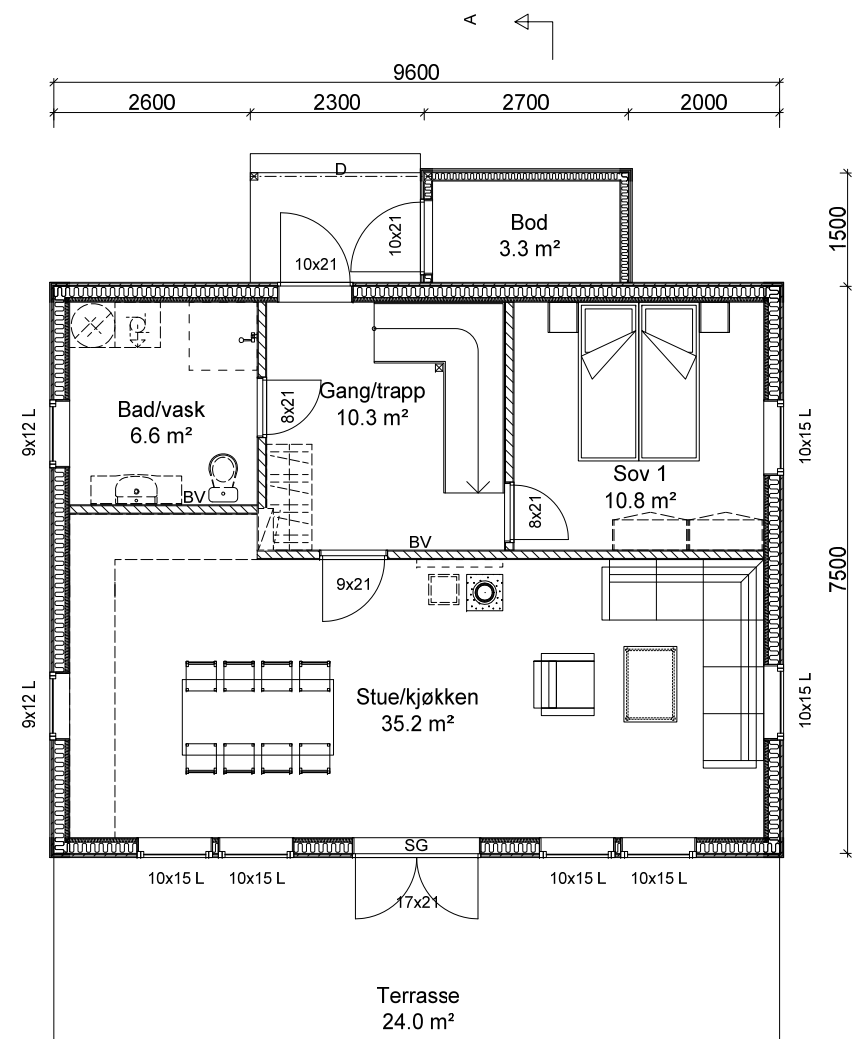 A
9600
2600
2300
2700
2000
D
1500
10x21
10x21
Bod
3.3 m²
Bad/vask
6.6 m²
8x21
Gang/trapp
10.3 m²
9x12 L
10x15 L
Sov 1
10.8 m²
8x21
BV
BV
9x21
7500
Stue/kjøkken
35.2 m²
9x12 L
10x15 L
SG
10x15 L
10x15 L
17x21
10x15 L
10x15 L
Terrasse
24.0 m²